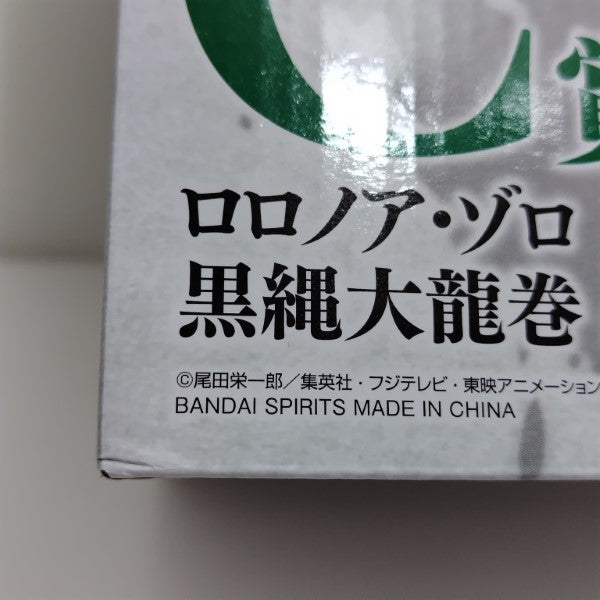 C賞
ロロノア・ゾロ
黒縄大龍巻
©尾田栄一郎／集英社・フジテレビ・東映アニメーション
BANDAI SPIRITS MADE IN CHINA